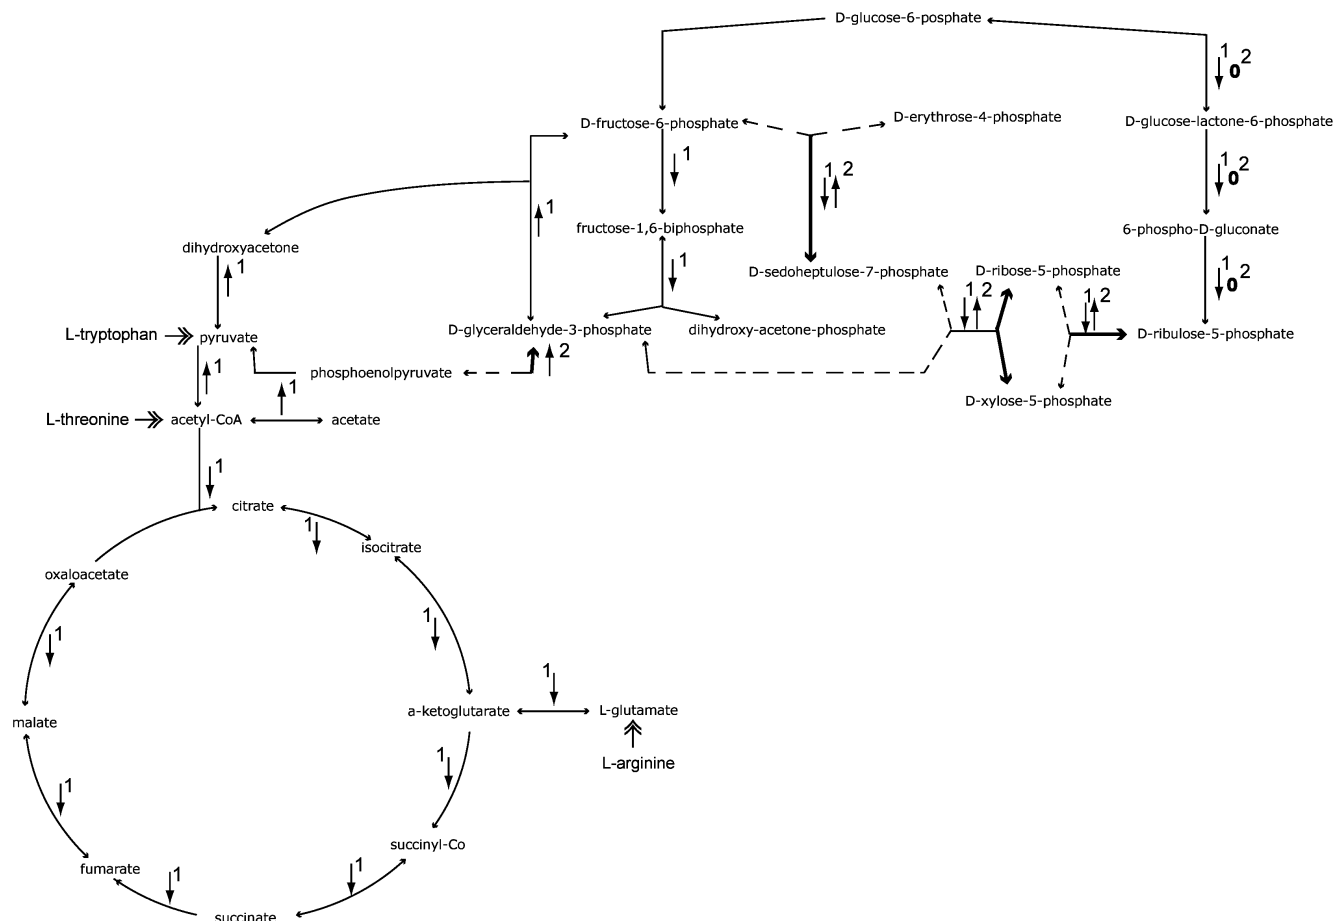 D-glucose-6-posphate
1
0 2
D-fructose-6-phosphate
D-erythrose-4-phosphate
D-glucose-lactone-6-phosphate
1
1 2
1
0 2
1
fructose-1,6-biphosphate
6-phospho-D-gluconate
dihydroxyacetone
1
1
D-sedoheptulose-7-phosphate
D-ribose-5-phosphate
1
0 2
1 2
1 2
L-tryptophan
pyruvate
D-glyceraldehyde-3-phosphate
dihydroxy-acetone-phosphate
D-ribulose-5-phosphate
2
1
phosphoenolpyruvate
1
D-xylose-5-phosphate
L-threonine
acetyl-CoA
acetate
1
citrate
1
isocitrate
oxaloacetate
1
1
1
malate
a-ketoglutarate
L-glutamate
1
L-arginine
1
succinyl-Co
1
fumarate
1
succinate